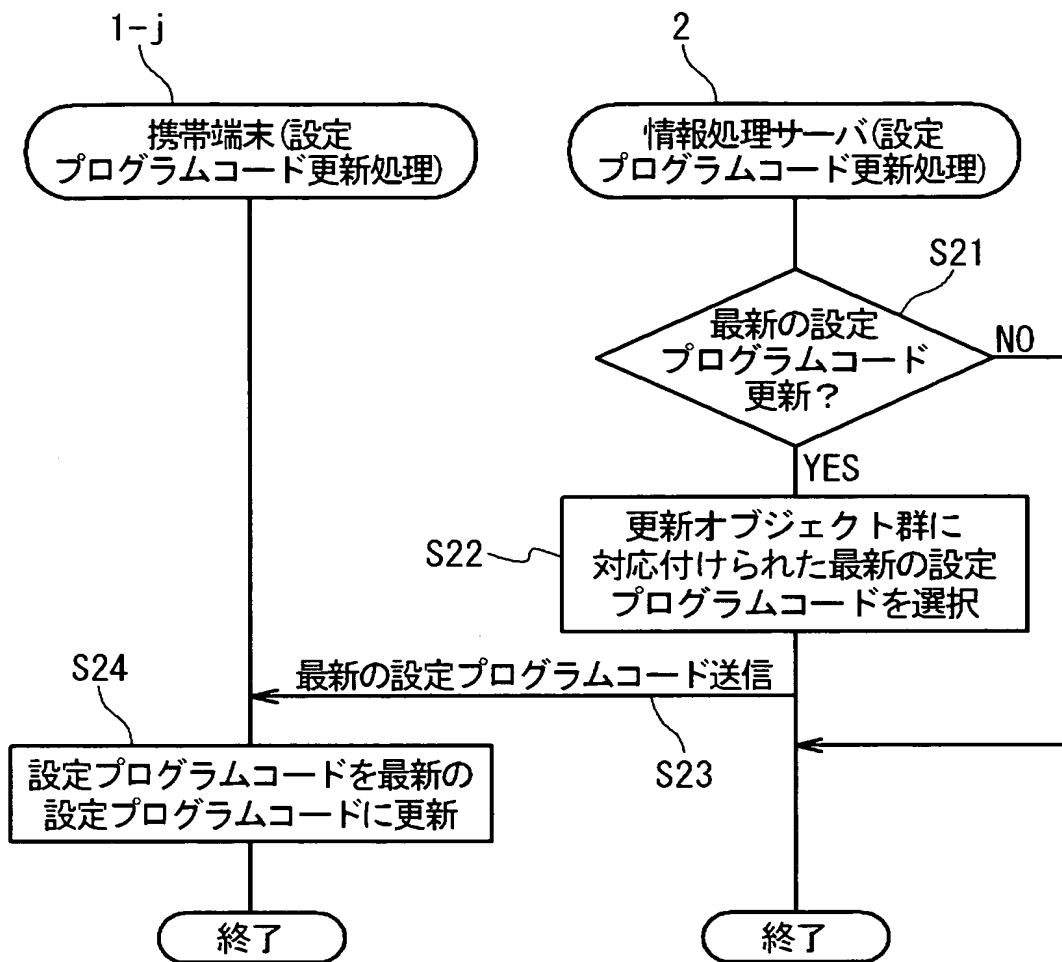 1-j
2
携帯端末(設定
プログラムコード更新処理)
情報処理サーバ(設定
プログラムコード更新処理)
S21
最新の設定
プログラムコード
更新?
NO
YES
S22
更新オブジェクト群に
対応付けられた最新の設定
プログラムコードを選択
S24
最新の設定プログラムコード送信
S23
設定プログラムコードを最新の
設定プログラムコードに更新
終了
終了